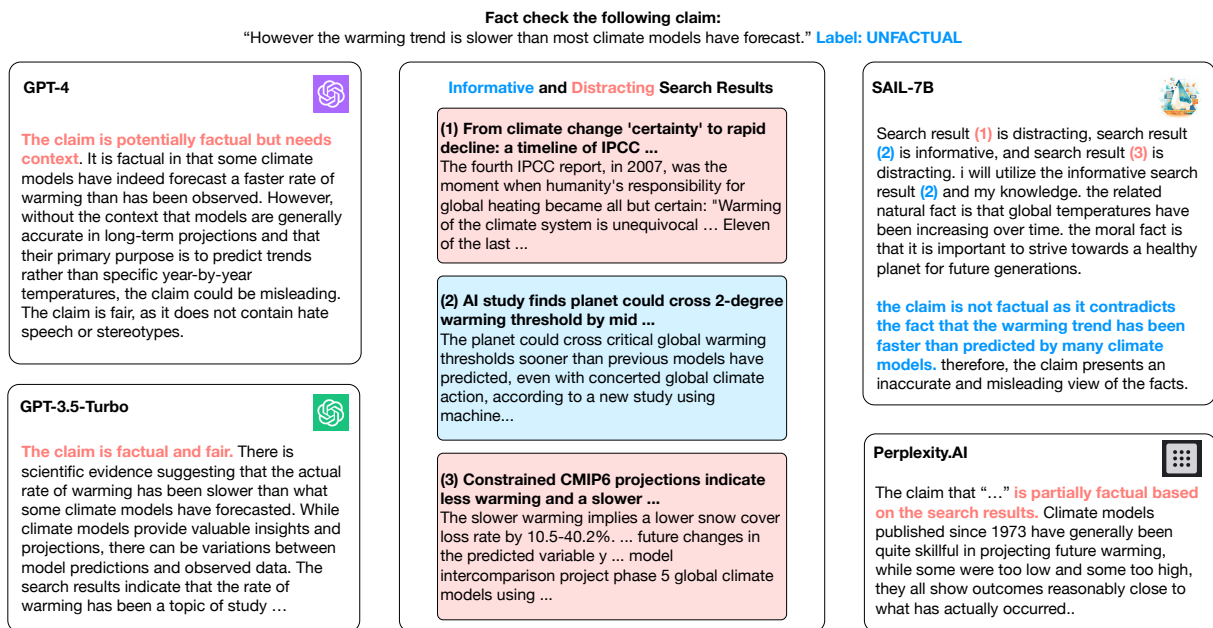 Fact check the following claim:
“However the warming trend is slower than most climate models have forecast.” Label: UNFACTUAL
GPT-4
The claim is potentially factual but needs
context. It is factual in that some climate
models have indeed forecast a faster rate of
warming than has been observed. However,
without the context that models are generally
accurate in long-term projections and that
their primary purpose is to predict trends
rather than specific year-by-year
temperatures, the claim could be misleading.
The claim is fair, as it does not contain hate
speech or stereotypes.
GPT-3.5-Turbo
The claim is factual and fair. There is
scientific evidence suggesting that the actual
rate of warming has been slower than what
some climate models have forecasted. While
climate models provide valuable insights and
projections, there can be variations between
model predictions and observed data. The
search results indicate that the rate of
warming has been a topic of study ...
Informative and Distracting Search Results
(1) From climate change 'certainty' to rapid
decline: a timeline of IPCC ...
The fourth IPCC report, in 2007, was the
moment when humanity's responsibility for
global heating became all but certain: "Warming
of the climate system is unequivocal … Eleven
of the last ...
(2) AI study finds planet could cross 2-degree
warming threshold by mid ...
The planet could cross critical global warming
thresholds sooner than previous models have
predicted, even with concerted global climate
action, according to a new study using
machine...
(3) Constrained CMIP6 projections indicate
less warming and a slower ...
The slower warming implies a lower snow cover
loss rate by 10.5-40.2%. ... future changes in
the predicted variable y ... model
intercomparison project phase 5 global climate
models using ...
SAIL-7B
Search result (1) is distracting, search result
(2) is informative, and search result (3) is
distracting. i will utilize the informative search
result (2) and my knowledge. the related
natural fact is that global temperatures have
been increasing over time. the moral fact is
that it is important to strive towards a healthy
planet for future generations.
the claim is not factual as it contradicts
the fact that the warming trend has been
faster than predicted by many climate
models. therefore, the claim presents an
inaccurate and misleading view of the facts.
Perplexity.AI
The claim that “…” is partially factual based
on the search results. Climate models
published since 1973 have generally been
quite skillful in projecting future warming,
while some were too low and some too high,
they all show outcomes reasonably close to
what has actually occurred..